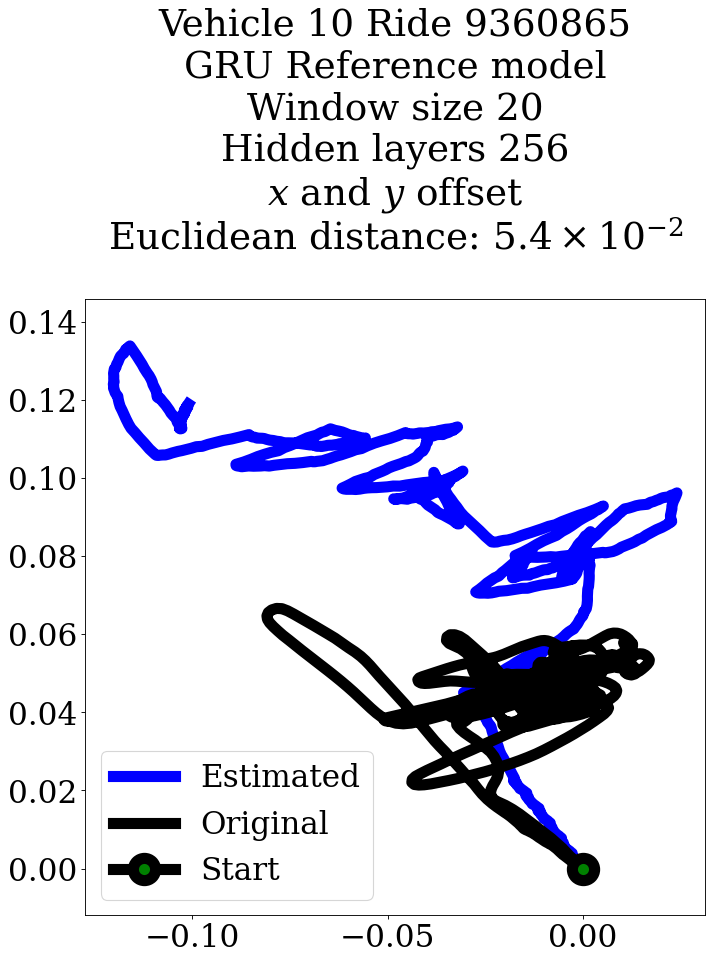 Vehicle 10 Ride 9360865
GRU Reference model
Window size 20
Hidden layers 256
x and y offset
Euclidean distance: 5.4 × 10⁻²
0.14
0.12
0.10
0.08
0.06
0.04
0.02
0.00
Estimated
Original
Start
−0.10
−0.05
0.00